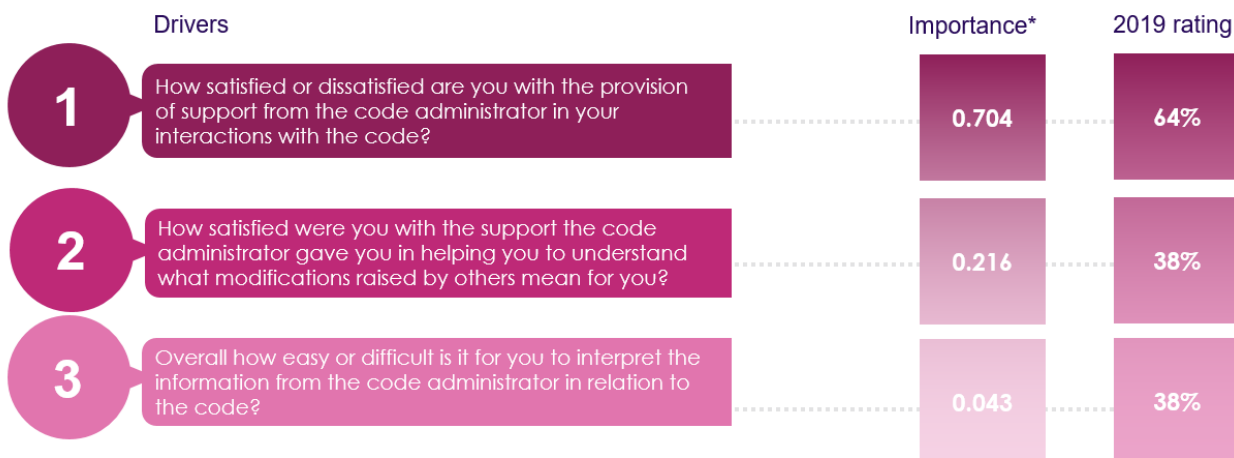 Drivers
Importance*
2019 rating
1
How satisfied or dissatisfied are you with the provision
of support from the code administrator in your
interactions with the code?
0.704
64%
2
How satisfied were you with the support the code
administrator gave you in helping you to understand
what modifications raised by others mean for you?
0.216
38%
3
Overall how easy or difficult is it for you to interpret the
information from the code administrator in relation to
the code?
0.043
38%